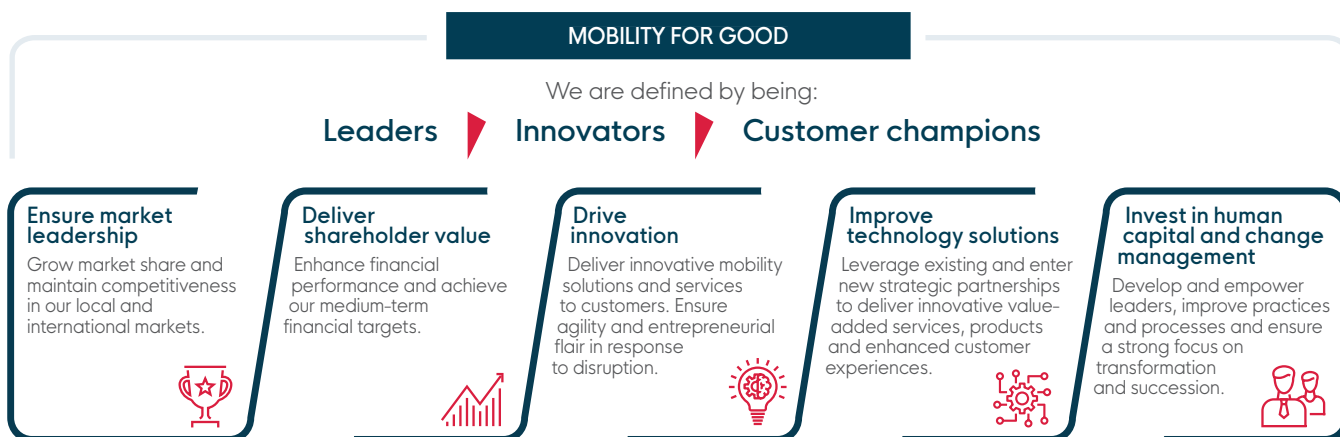 MOBILITY FOR GOOD
We are defined by being:
Leaders
Innovators
Customer champions
Ensure market
leadership
Grow market share and
maintain competitiveness
in our local and
international markets.
Deliver
shareholder value
Enhance financial
performance and achieve
our medium-term
financial targets.
Drive
innovation
Deliver innovative mobility
solutions and services
to customers. Ensure
agility and entrepreneurial
flair in response
to disruption.
Improve
technology solutions
Leverage existing and enter
new strategic partnerships
to deliver innovative value-
added services, products
and enhanced customer
experiences.
Invest in human
capital and change
management
Develop and empower
leaders, improve practices
and processes and ensure
a strong focus on
transformation
and succession.